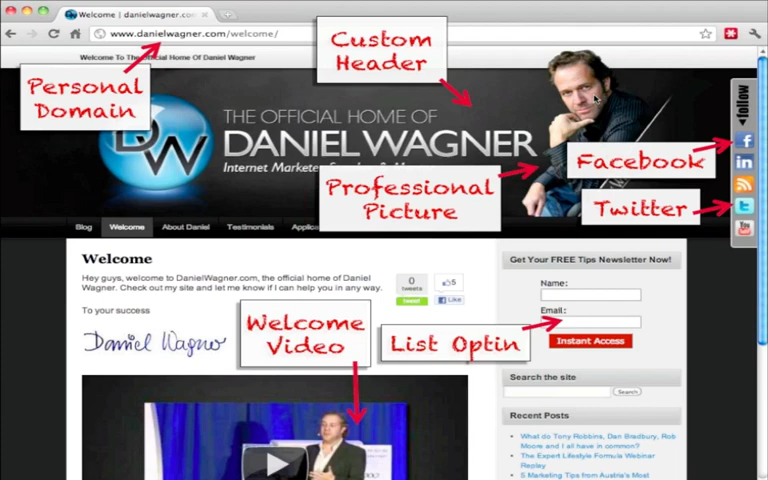 Welcome | danielwagner.co
www.danielwagner.com/welcome/
Welcome To The Official Home Of Daniel Wagner
Custom
Header
Personal
Domain
DW
THE OFFICIAL HOME OF
DANIEL WAGNER
Internet Marketer,
follow
Facebook
Professional
Picture
Twitter
You
Blog
Welcome
About Daniel
Testimonials
Welcome
Hey guys, welcome to DanielWagner.com, the official home of Daniel
Wagner. Check out my site and let me know if I can help you in any way.
To your success
0
tweets
tweet
5
Like
Daniel Wagner
Welcome
Video
List Optin
Get Your FREE Tips Newsletter Now!
Name:
Email:
Instant Access
Search the site
Search
Recent Posts
What do Tony Robbins, Dan Bradbury, Rob
Moore and I all have in common?
The Expert Lifestyle Formula Webinar
Replay
5 Marketing Tips from Austria's Most